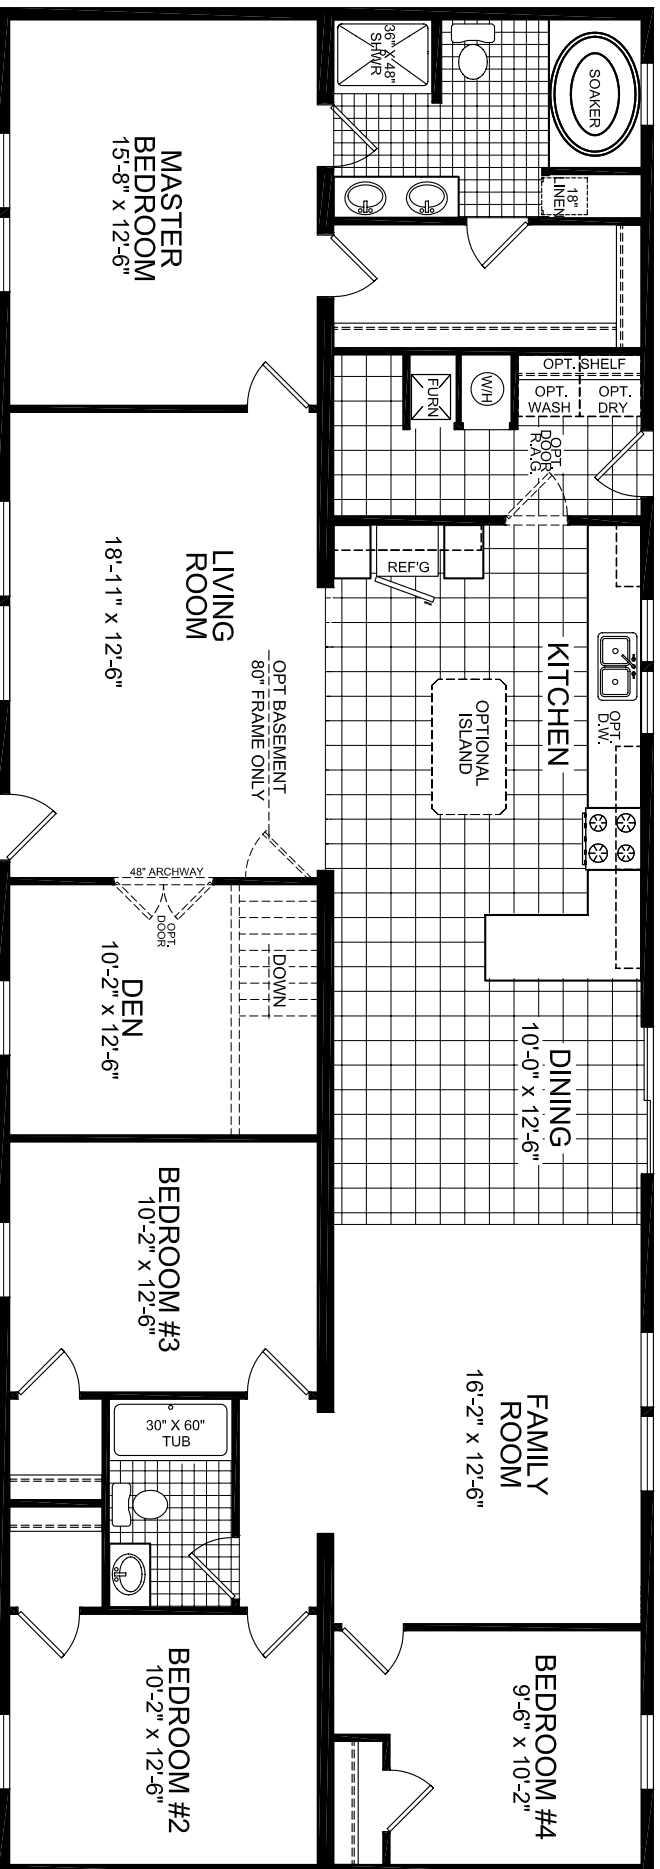 36" X 48"
SHWR
SOAKER
MASTER
BEDROOM
15'-8" x 12'-6"
18"
LINEN
OPT. SHELF
OPT.
WASH
OPT.
DRY
W/H
FURN
OPT.
DOOR
R.A.G.
REF'G
LIVING
ROOM
18'-11" x 12'-6"
KITCHEN
OPTIONAL
ISLAND
OPT.
D.W.
OPT BASEMENT
80" FRAME ONLY
48" ARCHWAY
OPT.
DOOR
DOWN
DEN
10'-2" x 12'-6"
DINING
10'-0" x 12'-6"
BEDROOM #3
10'-2" x 12'-6"
FAMILY
ROOM
16'-2" x 12'-6"
30" X 60"
TUB
BEDROOM #2
10'-2" x 12'-6"
BEDROOM #4
9'-6" x 10'-2"